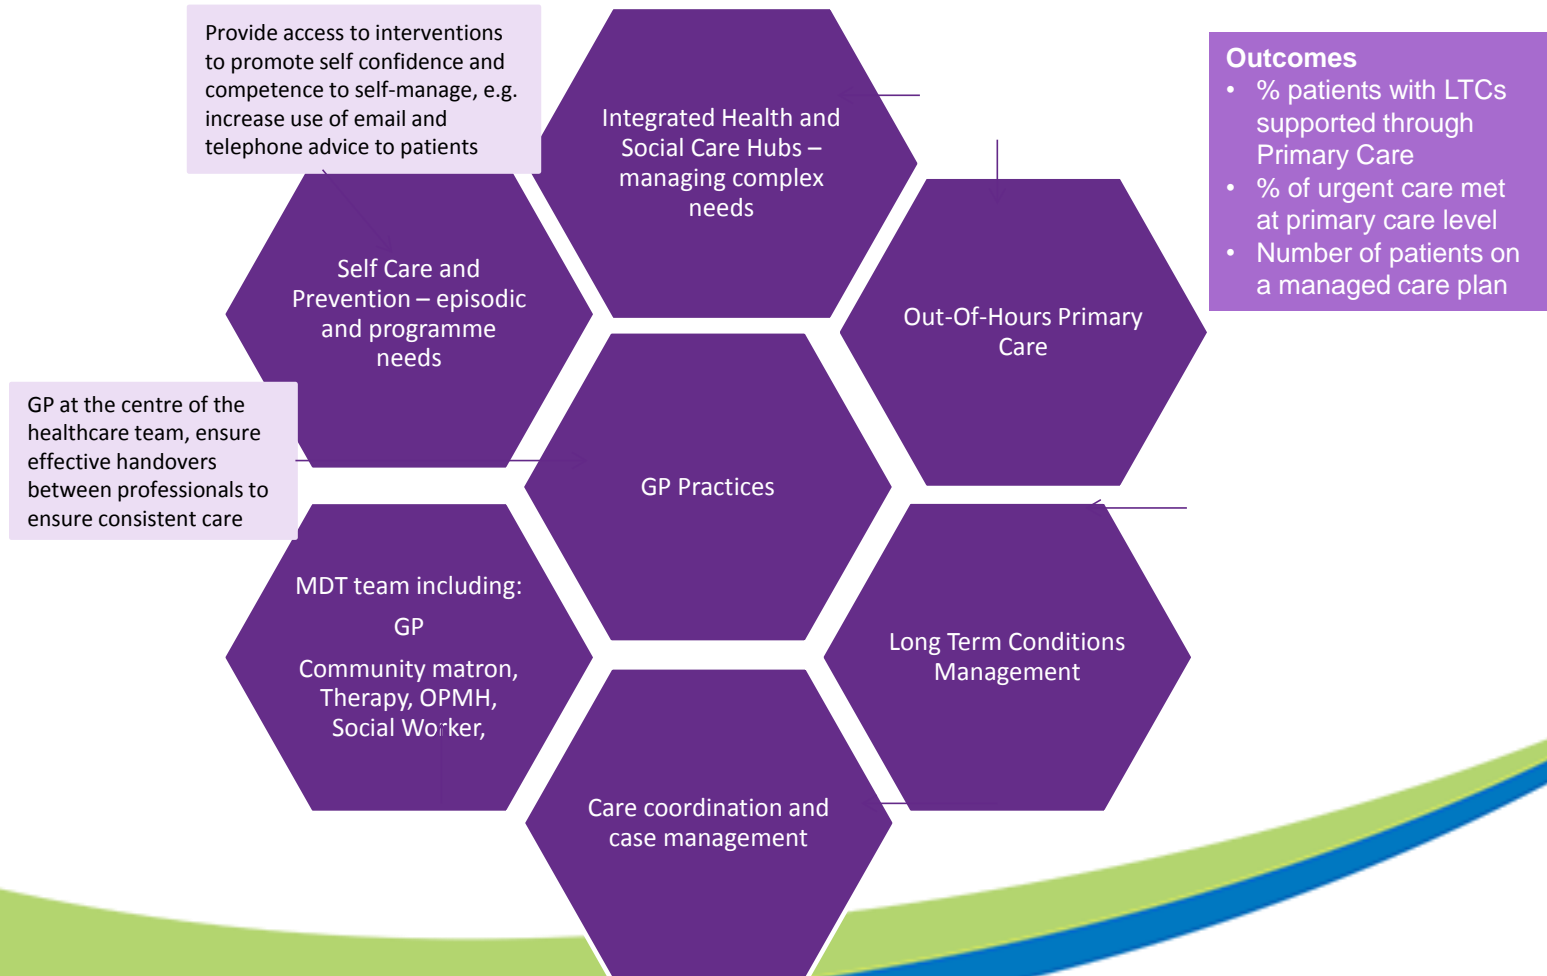 Provide access to interventions
to promote self confidence and
competence to self-manage, e.g.
increase use of email and
telephone advice to patients
Integrated Health and
Social Care Hubs –
managing complex
needs
Outcomes
• % patients with LTCs
supported through
Primary Care
• % of urgent care met
at primary care level
• Number of patients on
a managed care plan
Self Care and
Prevention – episodic
and programme
needs
Out-Of-Hours Primary
Care
GP at the centre of the
healthcare team, ensure
effective handovers
between professionals to
ensure consistent care
GP Practices
MDT team including:
GP
Community matron,
Therapy, OPMH,
Social Worker,
Long Term Conditions
Management
Care coordination and
case management